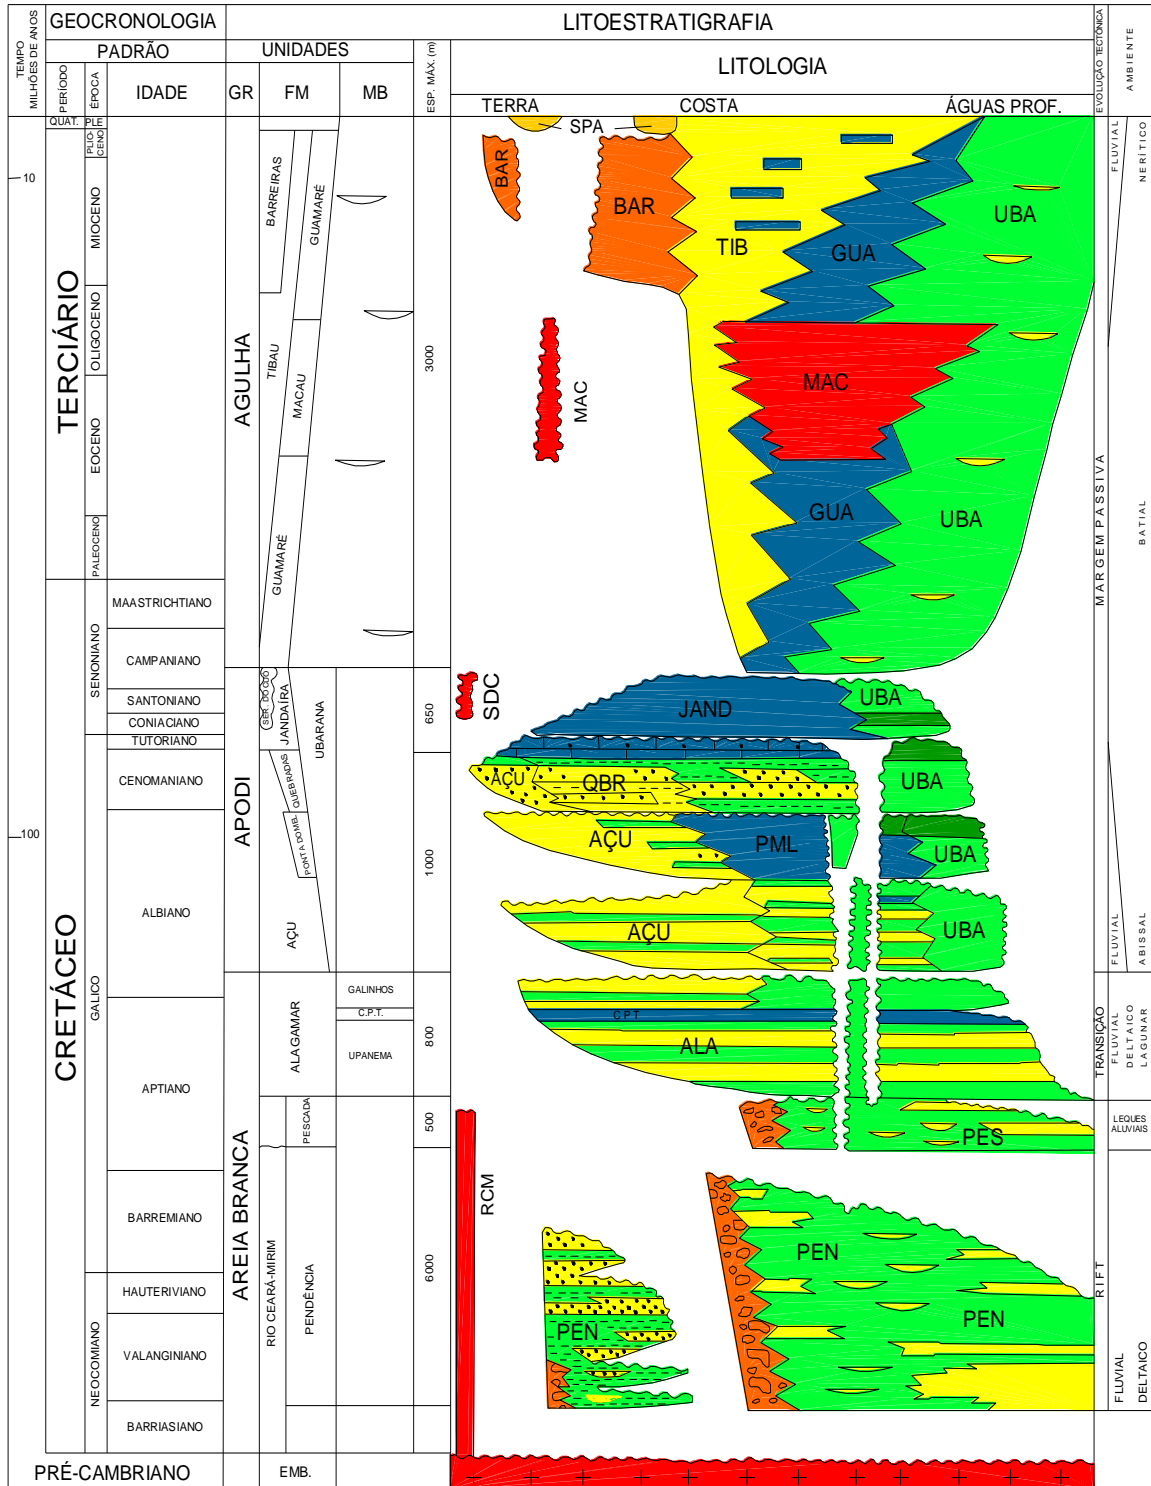 GEOCRONOLOGIA
LITOESTRATIGRAFIA
TEMPO
MILHÕES DE ANOS
PADRÃO
UNIDADES
LITOLOGIA
PERÍODO
ÉPOCA
IDADE
GR
FM
MB
ESP. MÁX. (m)
EVOLUÇÃO TECTÔNICA
AMBIENTE
TERRA
COSTA
ÁGUAS PROF.
QUAT.
PLE
PLIO-
CENO
10
100
TERCIÁRIO
MIOCENO
OLIGOCENO
EOCENO
PALEOCENO
CRETÁCEO
SENONIANO
GÁLICO
NEOCOMIANO
MAASTRICHTIANO
CAMPANIANO
SANTONIANO
CONIACIANO
TUTORIANO
CENOMANIANO
ALBIANO
APTIANO
BARREMIANO
HAUTERIVIANO
VALANGINIANO
BARRIASIANO
PRÉ-CAMBRIANO
AGULHA
APODI
AREIA BRANCA
BARREIRAS
GUAMARÉ
TIBAU
MACAU
GUAMARÉ
SER. DO CUÓ
JANDAÍRA
UBARANA
QUEBRADAS
PONTA DO MEL
AÇU
ALAGAMAR
PESCADA
RIO CEARÁ-MIRIM
PENDÊNCIA
EMB.
GALINHOS
C.P.T.
UPANEMA
3000
650
1000
800
500
6000
SPA
BAR
BAR
TIB
GUA
UBA
MAC
MAC
GUA
UBA
SDC
JAND
UBA
AÇU
QBR
UBA
AÇU
PML
UBA
AÇU
UBA
CPT
ALA
PES
RCM
PEN
PEN
PEN
MARGEM PASSIVA
TRANSIÇÃO
RIFT
FLUVIAL
NERÍTICO
BATIAL
FLUVIAL
ABISSAL
FLUVIAL
DELTAICO
LAGUNAR
LEQUES
ALUVIAIS
FLUVIAL
DELTAICO